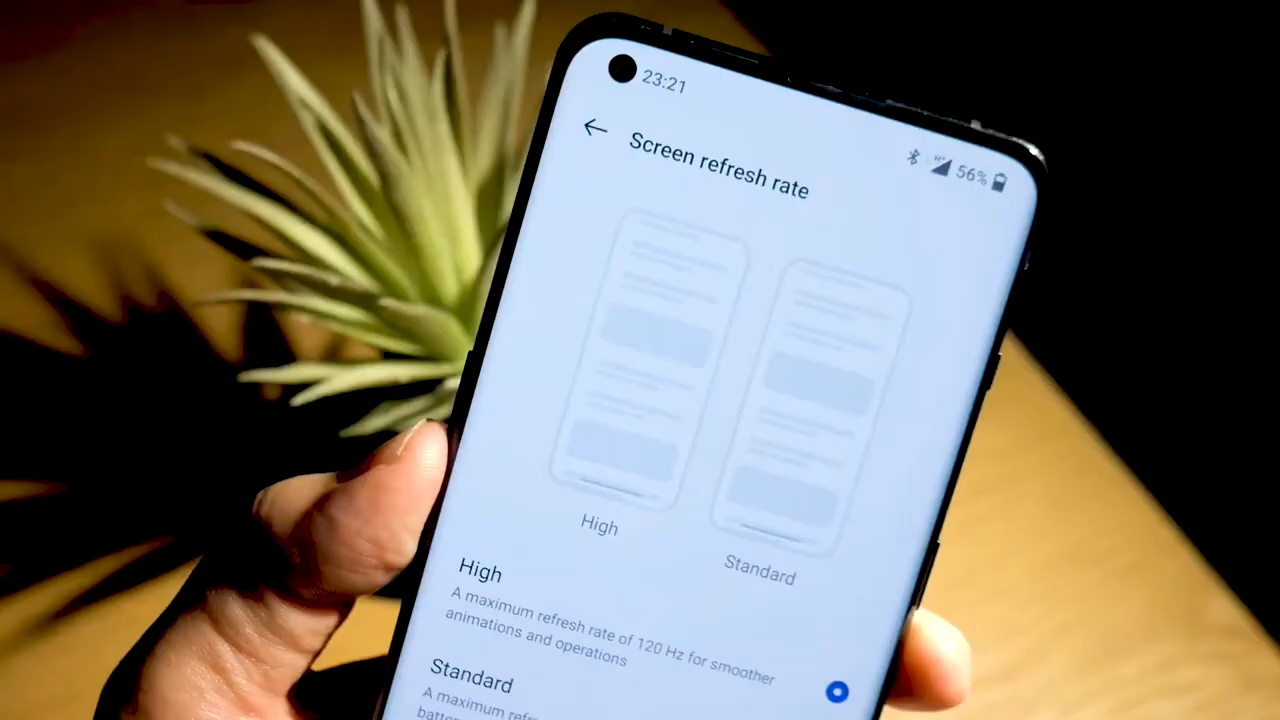 23:21
H+
56%
Screen refresh rate
High
Standard
High
A maximum refresh rate of 120 Hz for smoother
animations and operations
Standard
A maximum